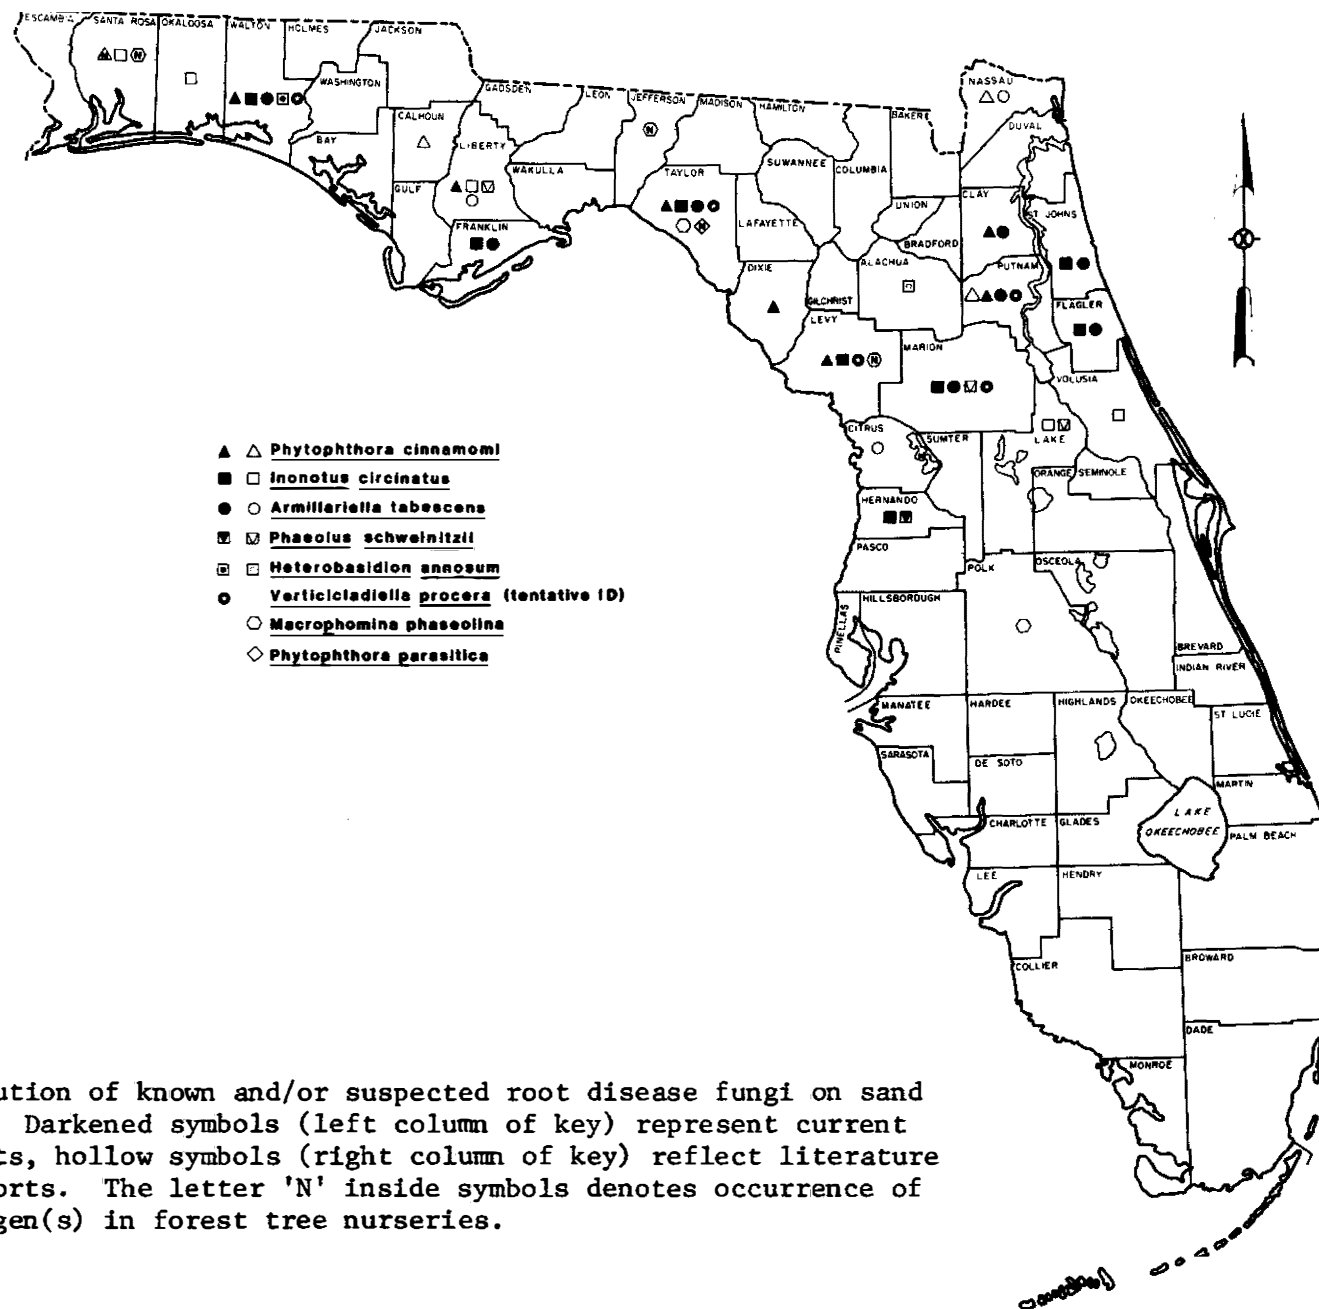 ESCAMBIA
SANTA ROSA
OKALOOSA
WALTON
HOLMES
JACKSON
WASHINGTON
BAY
CALHOUN
GULF
LIBERTY
GADSDEN
LEON
JEFFERSON
MADISON
HAMILTON
WAKULLA
FRANKLIN
TAYLOR
SUWANNEE
COLUMBIA
LAFAYETTE
DIXIE
GILCHRIST
BAKER
NASSAU
DUVAL
UNION
BRADFORD
CLAY
ST JOHNS
ALACHUA
PUTNAM
FLAGLER
LEVY
MARION
VOLUSIA
N
N
N
N
N
CITRUS
SUMTER
LAKE
ORANGE
SEMINOLE
HERNANDO
PASCO
POLK
OSCEOLA
HILLSBOROUGH
PINELLAS
BREVARD
INDIAN RIVER
MANATEE
HARDEE
HIGHLANDS
OKEECHOBEE
ST LUCIE
SARASOTA
DE SOTO
MARTIN
CHARLOTTE
GLADES
LAKE
OKEECHOBEE
PALM BEACH
LEE
HENDRY
COLLIER
BROWARD
DADE
MONROE
Phytophthora cinnamomi
Inonotus circinatus
Armillariella tabescens
Phaeolus schweinitzii
Heterobasidion annosum
Verticicladiella procera (tentative ID)
Macrophomina phaseolina
Phytophthora parasitica
ution of known and/or suspected root disease fungi on sand
Darkened symbols (left column of key) represent current
ts, hollow symbols (right column of key) reflect literature
orts. The letter 'N' inside symbols denotes occurrence of
gen(s) in forest tree nurseries.